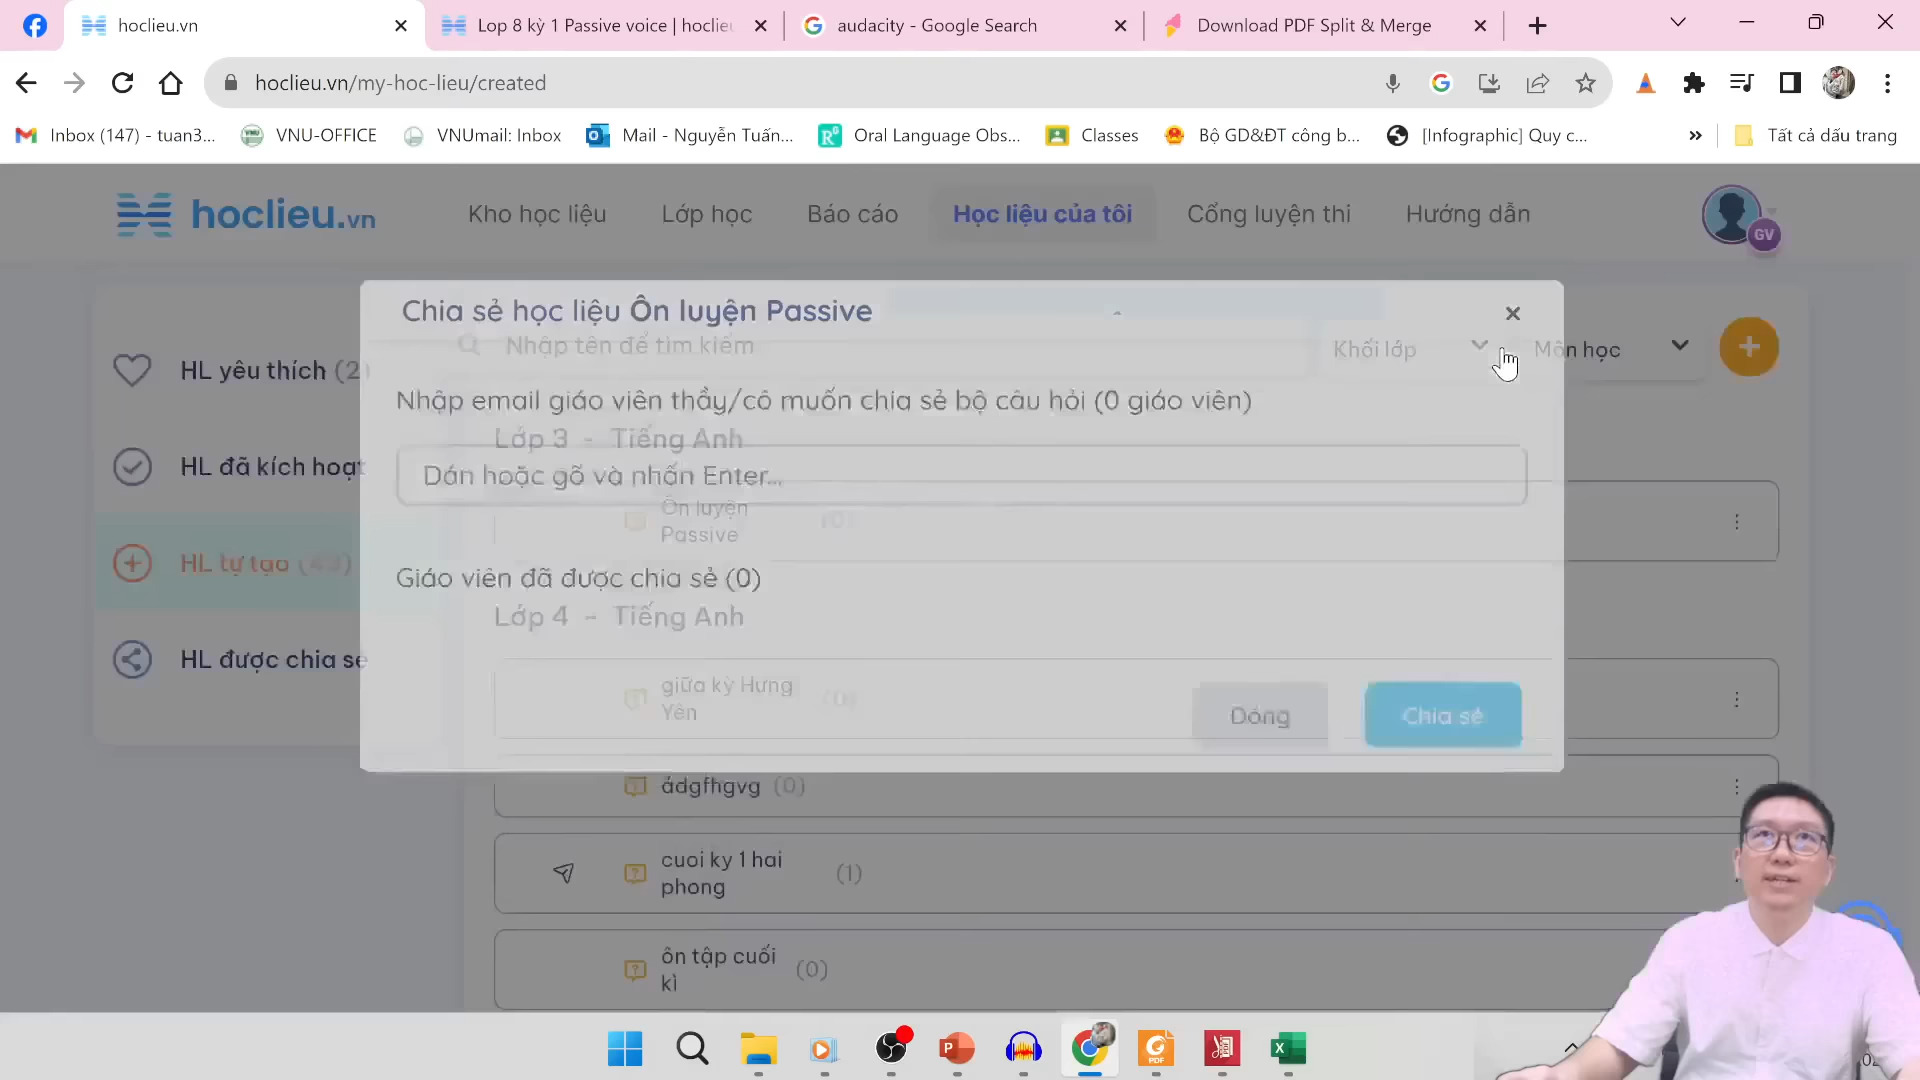 hoclieu.vn
Lop 8 kỳ 1 Passive voice | hoclieu
audacity - Google Search
Download PDF Split & Merge
hoclieu.vn/my-hoc-lieu/created
Inbox (147) - tuan3...
VNU-OFFICE
VNUmail: Inbox
Mail - Nguyễn Tuấn...
Oral Language Obs...
Classes
Bộ GD&ĐT công b...
[Infographic] Quy c...
Tất cả dấu trang
hoclieu.vn
Kho học liệu
Lớp học
Báo cáo
Học liệu của tôi
Cổng luyện thi
Hướng dẫn
GV
Chia sẻ học liệu Ôn luyện Passive
Nhập tên để tìm kiếm
Khối lớp
Môn học
HL yêu thích (2)
Nhập email giáo viên thầy/cô muốn chia sẻ bộ câu hỏi (0 giáo viên)
Lớp 3 - Tiếng Anh
HL đã kích hoạt
Dán hoặc gõ và nhấn Enter...
Ôn luyện
Passive
(0)
HL tự tạo
Giáo viên đã được chia sẻ (0)
Lớp 4 - Tiếng Anh
HL được chia sẻ
giữa kỳ Hưng
Yên
(0)
Đóng
Chia sẻ
ádgfhgvg (0)
cuoi ky 1 hai
phong
(1)
ôn tập cuối
kì
(0)